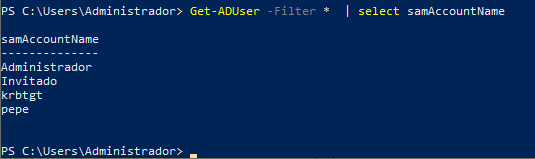 PS C:\Users\Administrador> Get-ADUser -Filter *  | select samAccountName
samAccountName
--------------
Administrador
Invitado
krbtgt
pepe
PS C:\Users\Administrador> _